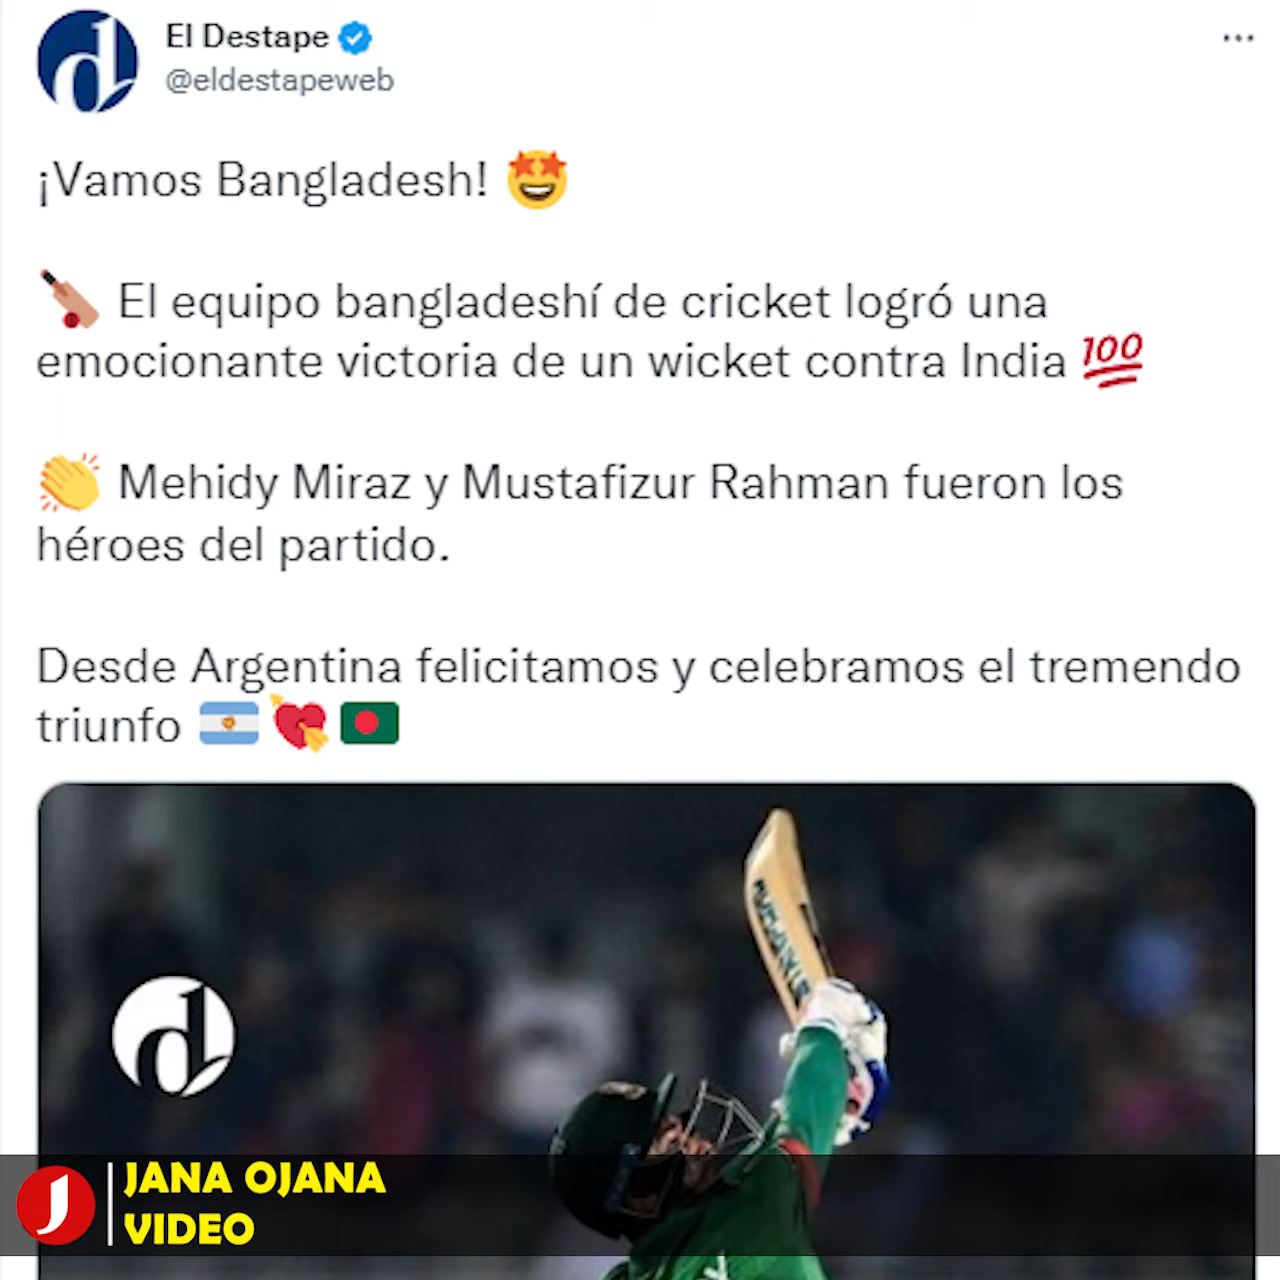 El Destape
@eldestapeweb
¡Vamos Bangladesh! 🤩
🏏 El equipo bangladeshí de cricket logró una
emocionante victoria de un wicket contra India 💯
👏 Mehidy Miraz y Mustafizur Rahman fueron los
héroes del partido.
Desde Argentina felicitamos y celebramos el tremendo
triunfo 🇦🇷💘🇧🇩
d
J
JANA OJANA
VIDEO